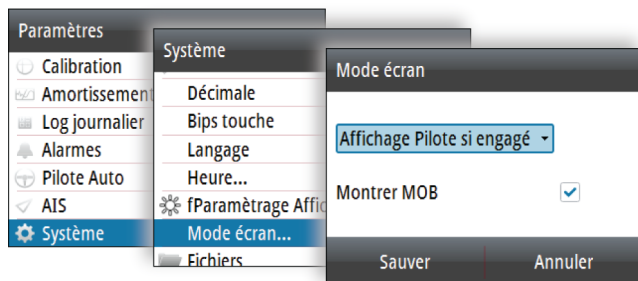 Paramètres
Calibration
Amortissement
Log journalier
Alarmes
Pilote Auto
AIS
Système
Système
Décimale
Bips touche
Langage
Heure...
fParamètrage Affic
Mode écran...
Fichiers
Mode écran
Affichage Pilote si engagé
Montrer MOB
Sauver
Annuler